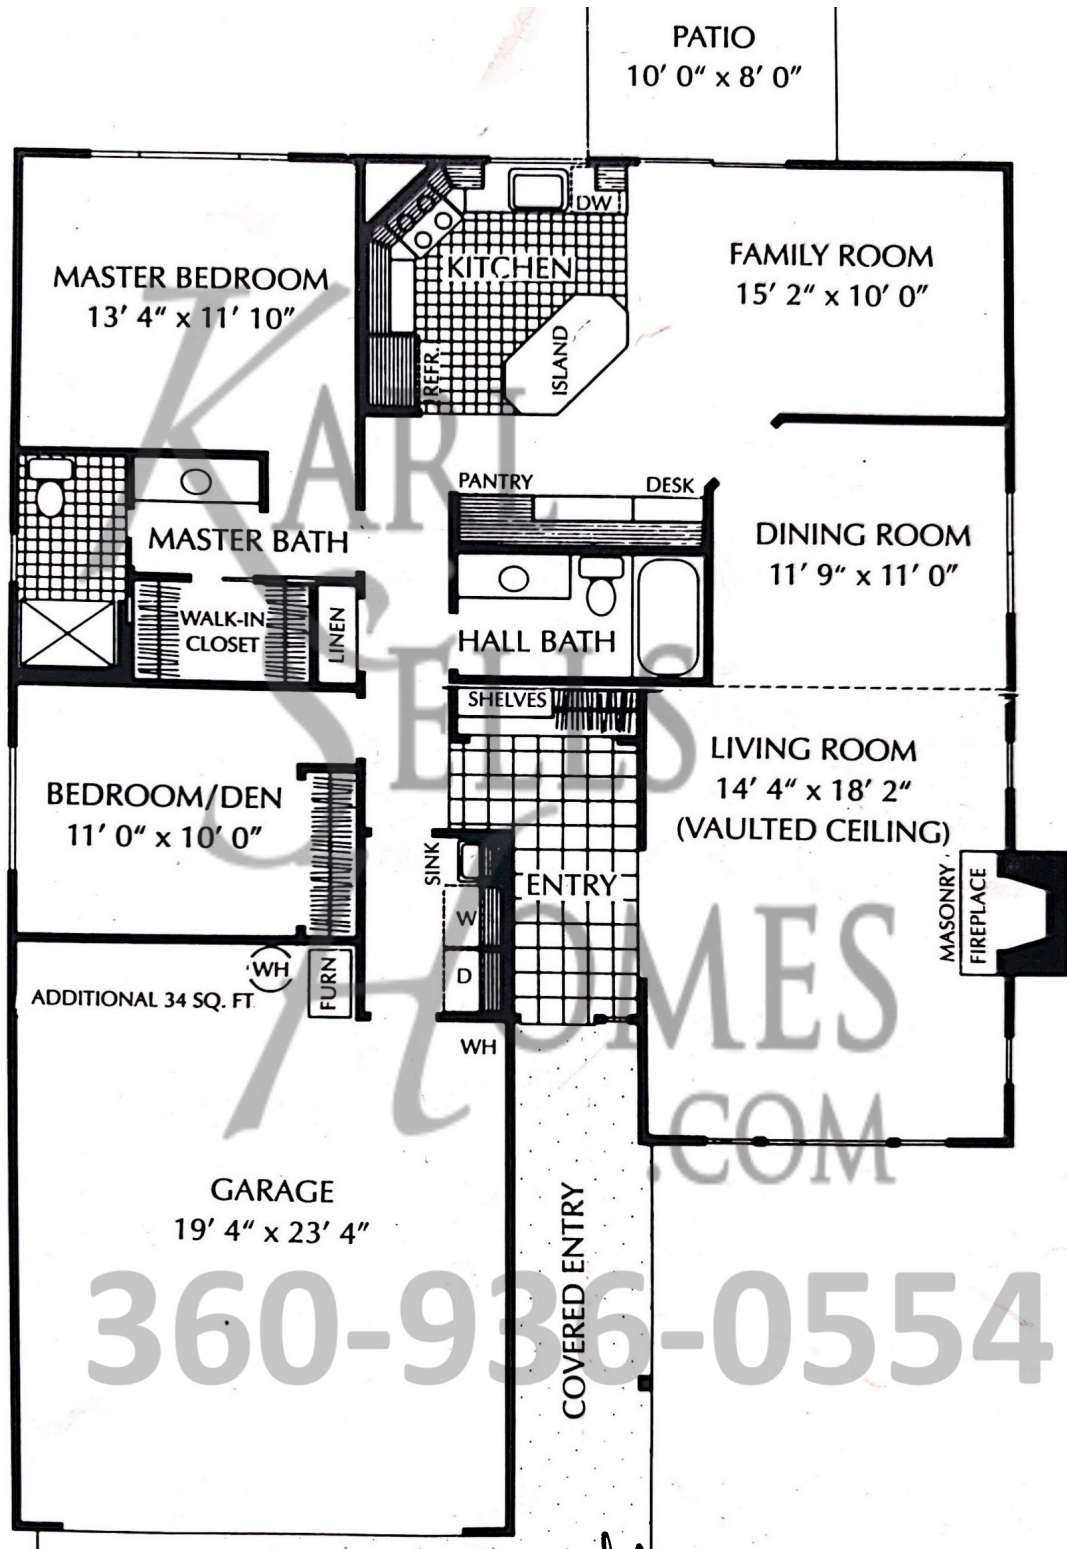 PATIO
10' 0" x 8' 0"
MASTER BEDROOM
13' 4" x 11' 10"
DW
KITCHEN
FAMILY ROOM
15' 2" x 10' 0"
REFR.
ISLAND
PANTRY
DESK
MASTER BATH
DINING ROOM
11' 9" x 11' 0"
WALK-IN
CLOSET
LINEN
HALL BATH
SHELVES
LIVING ROOM
14' 4" x 18' 2"
(VAULTED CEILING)
BEDROOM/DEN
11' 0" x 10' 0"
SINK
W
D
ENTRY
MASONRY
FIREPLACE
WH
FURN
ADDITIONAL 34 SQ. FT.
WH
GARAGE
19' 4" x 23' 4"
COVERED ENTRY
KARL
SELLS
HOMES
.COM
360-936-0554